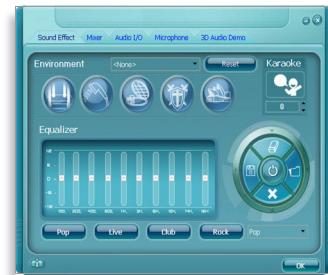 Sound Effect Mixer Audio I/O Microphone 3D Audio Demo
Environment <None> Reset Karaoke
0
Equalizer
Pop Live Club Rock Pop
OK